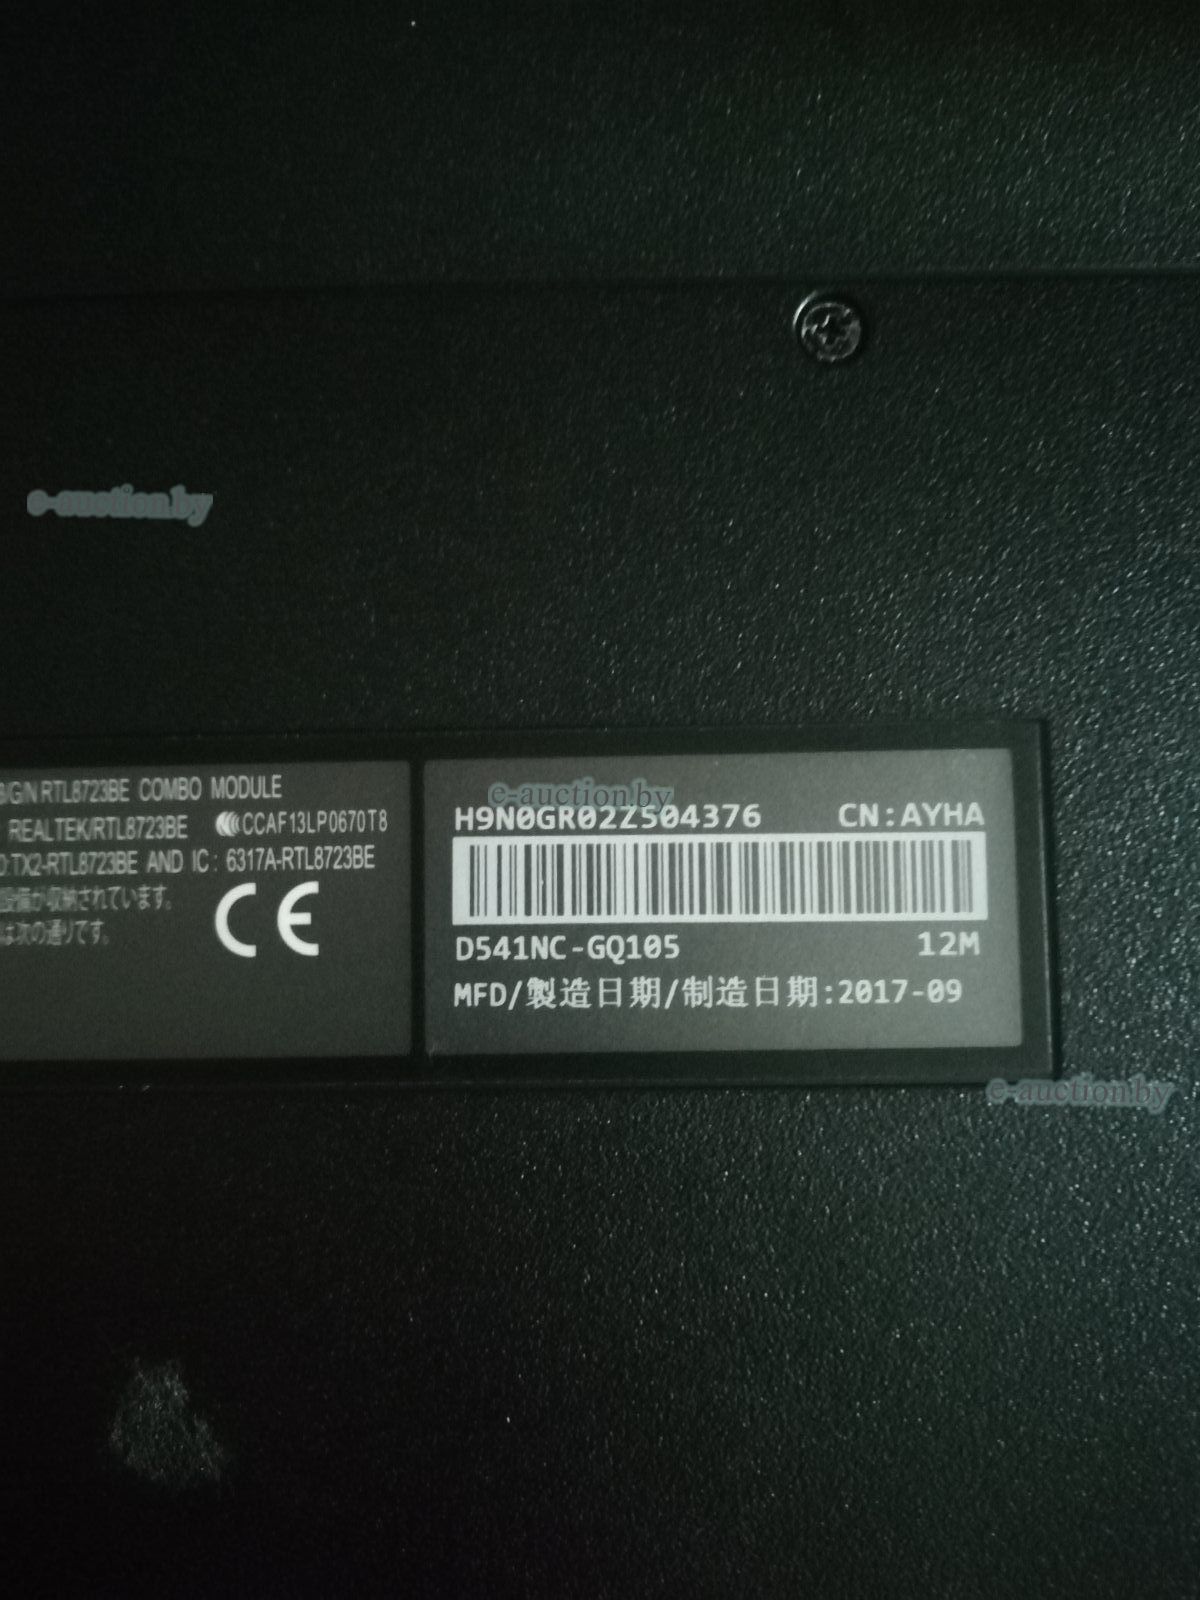 e-auction.by
B/G/N RTL8723BE COMBO MODULE
REALTEK/RTL8723BE CCAF13LP0670T8
D:TX2-RTL8723BE AND IC: 6317A-RTL8723BE
設備が収納されています。
は次の通りです。
CE
e-auction.by
H9N0GR02Z504376 CN:AYHA
D541NC-GQ105 12M
MFD/製造日期/制造日期:2017-09
e-auction.by